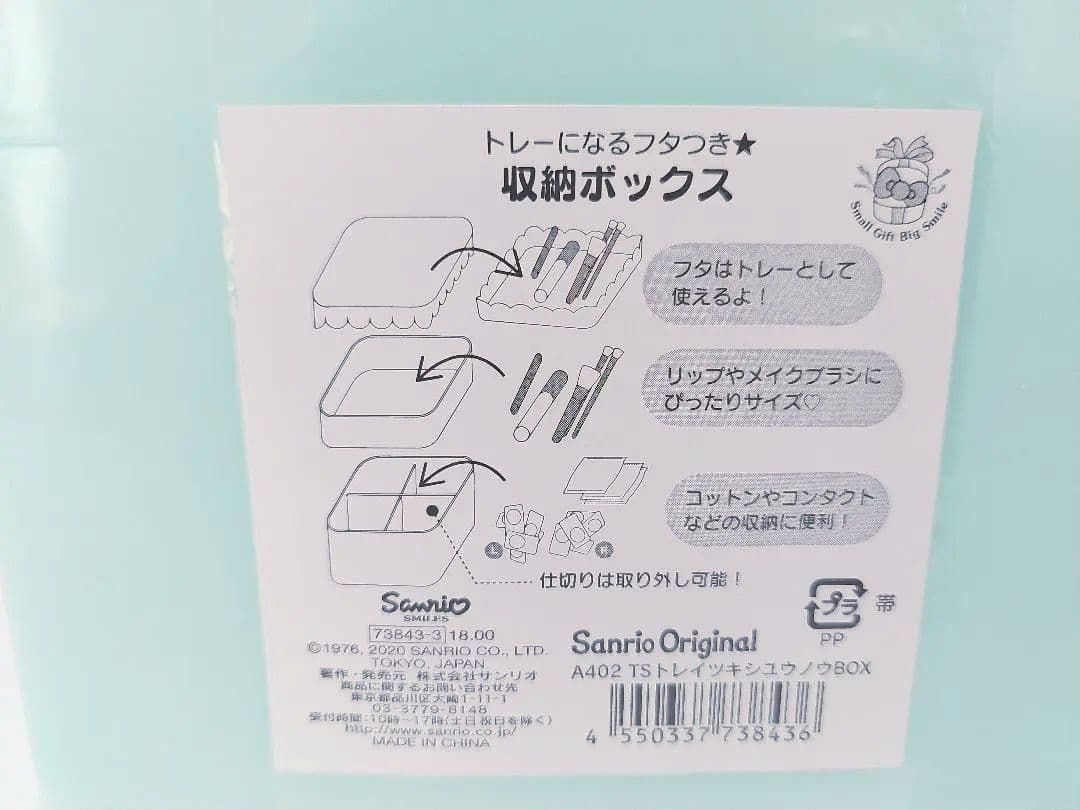 トレーになるフタつき★
収納ボックス
Small Gift Big Smile
フタはトレーとして
使えるよ！
リップやメイクブラシに
ぴったりサイズ♡
コットンやコンタクト
などの収納に便利！
L
R
仕切りは取り外し可能！
Sanrio
SMILES
73843-3 18.00
©1976, 2020 SANRIO CO., LTD.
TOKYO, JAPAN
著作・発売元 株式会社サンリオ
商品に関するお問い合わせ先
東京都品川区大崎1-11-1
03-3779-8148
受付時間：10時〜17時(土日祝日を除く)
http://www.sanrio.co.jp/
MADE IN CHINA
プラ
帯
PP
Sanrio Original
A402 TSトレイツキシユウノウBOX
4 550337 738436